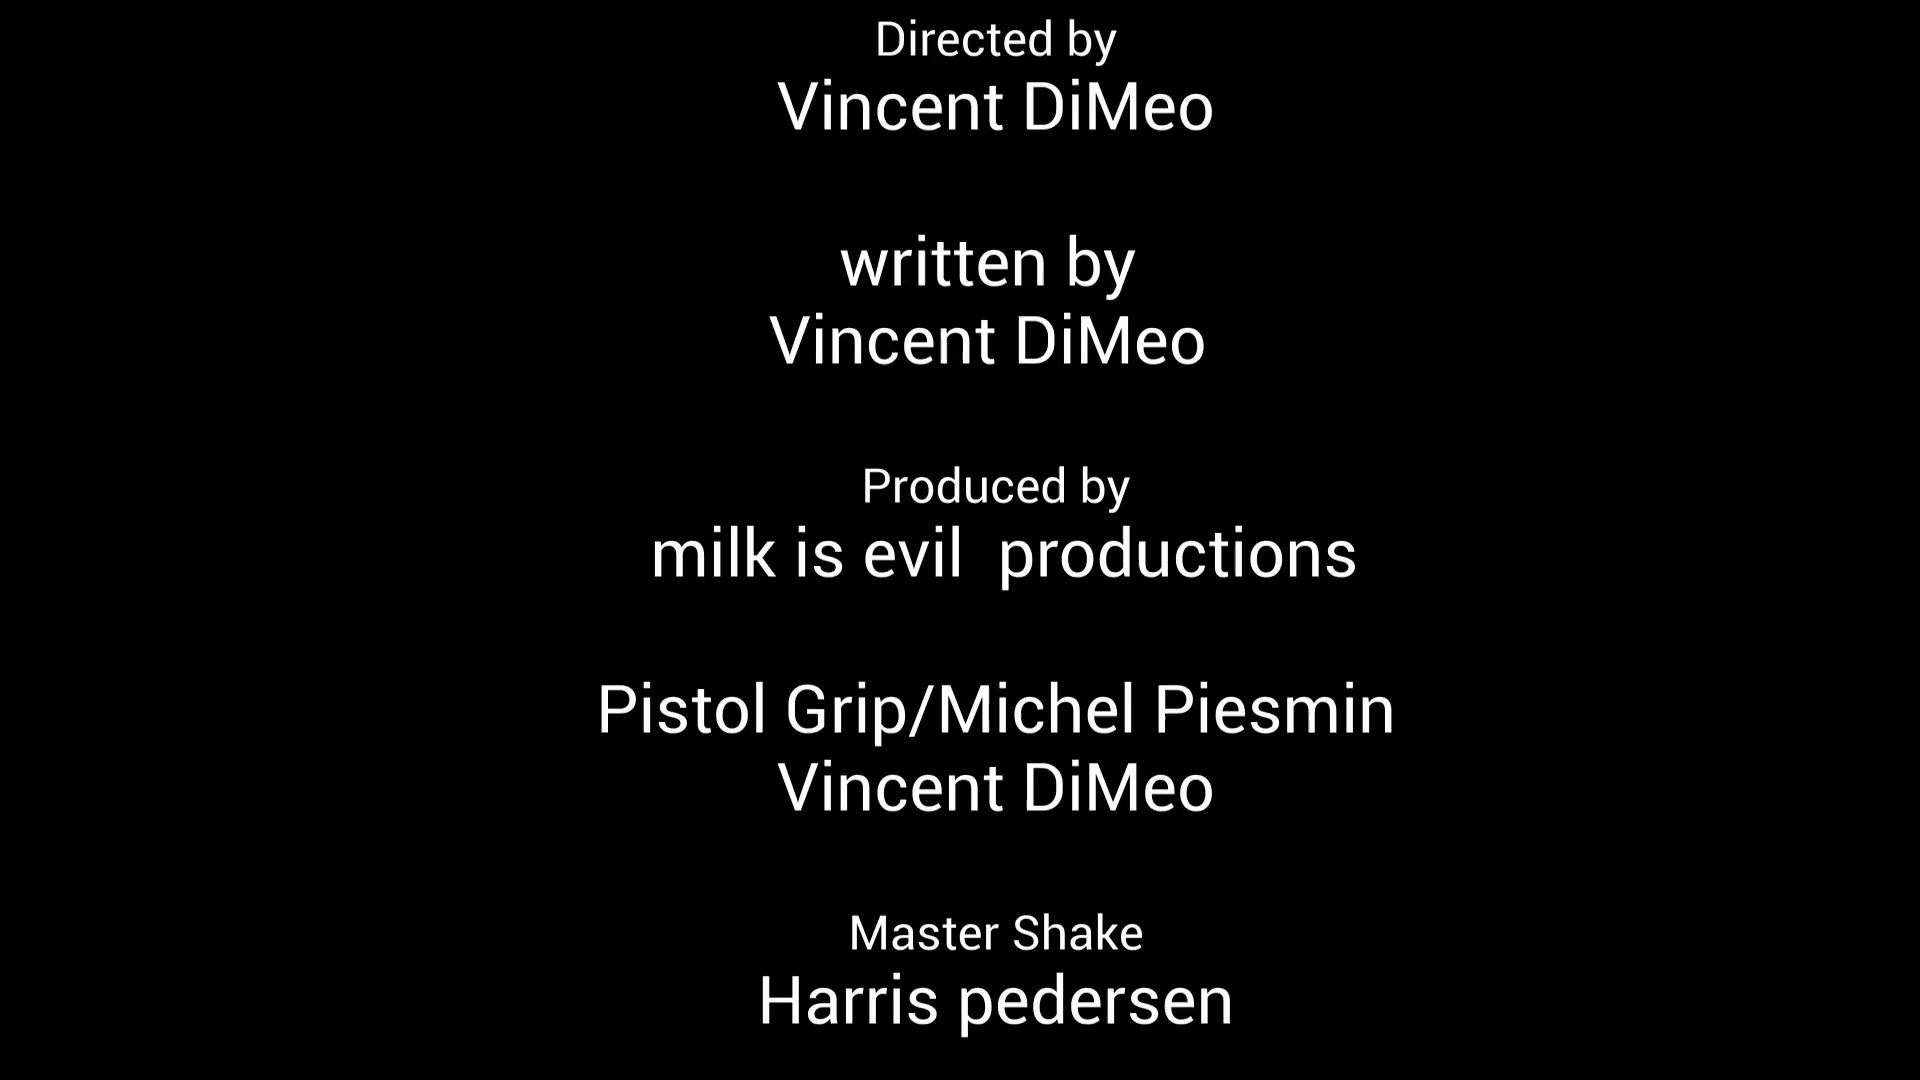 Directed by
Vincent DiMeo
written by
Vincent DiMeo
Produced by
milk is evil  productions
Pistol Grip/Michel Piesmin
Vincent DiMeo
Master Shake
Harris pedersen